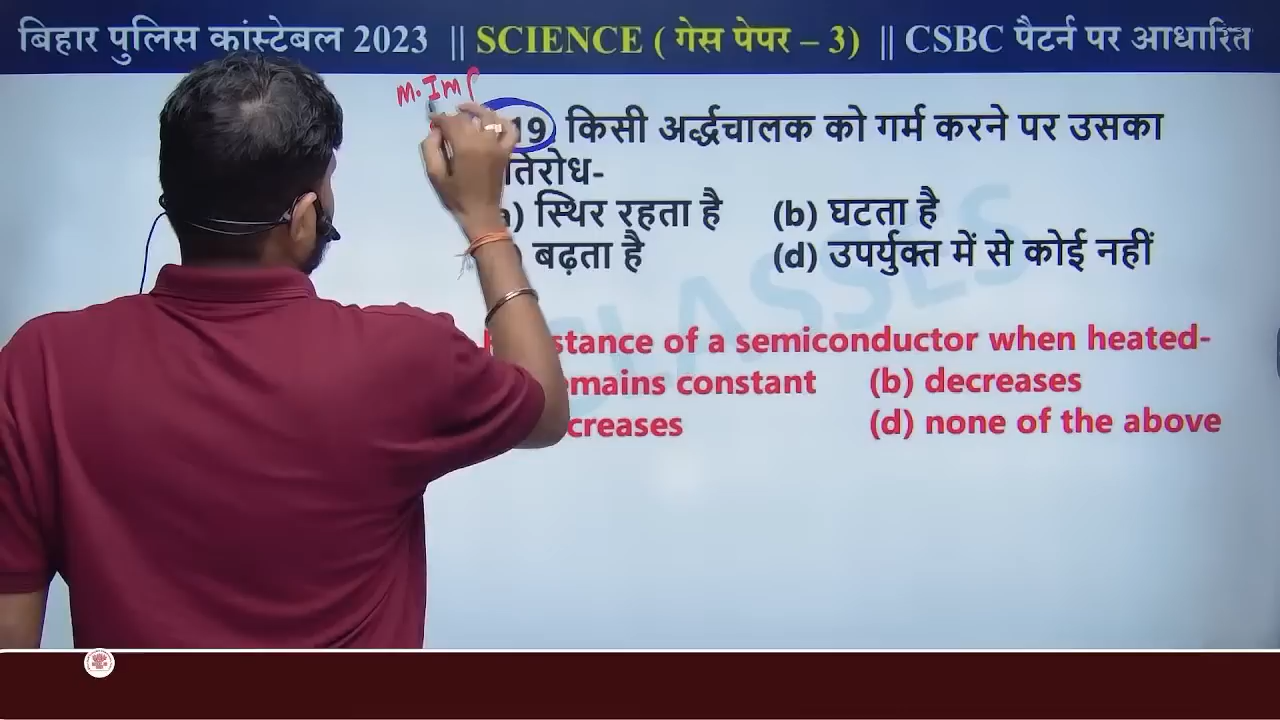 बिहार पुलिस कांस्टेबल 2023 || SCIENCE ( गेस पेपर – 3) || CSBC पैटर्न पर आधारित
M. Imp
19. किसी अर्द्धचालक को गर्म करने पर उसका
तिरोध-
a) स्थिर रहता है (b) घटता है
) बढ़ता है (d) उपर्युक्त में से कोई नहीं
stance of a semiconductor when heated-
emains constant (b) decreases
creases (d) none of the above
CLASSES